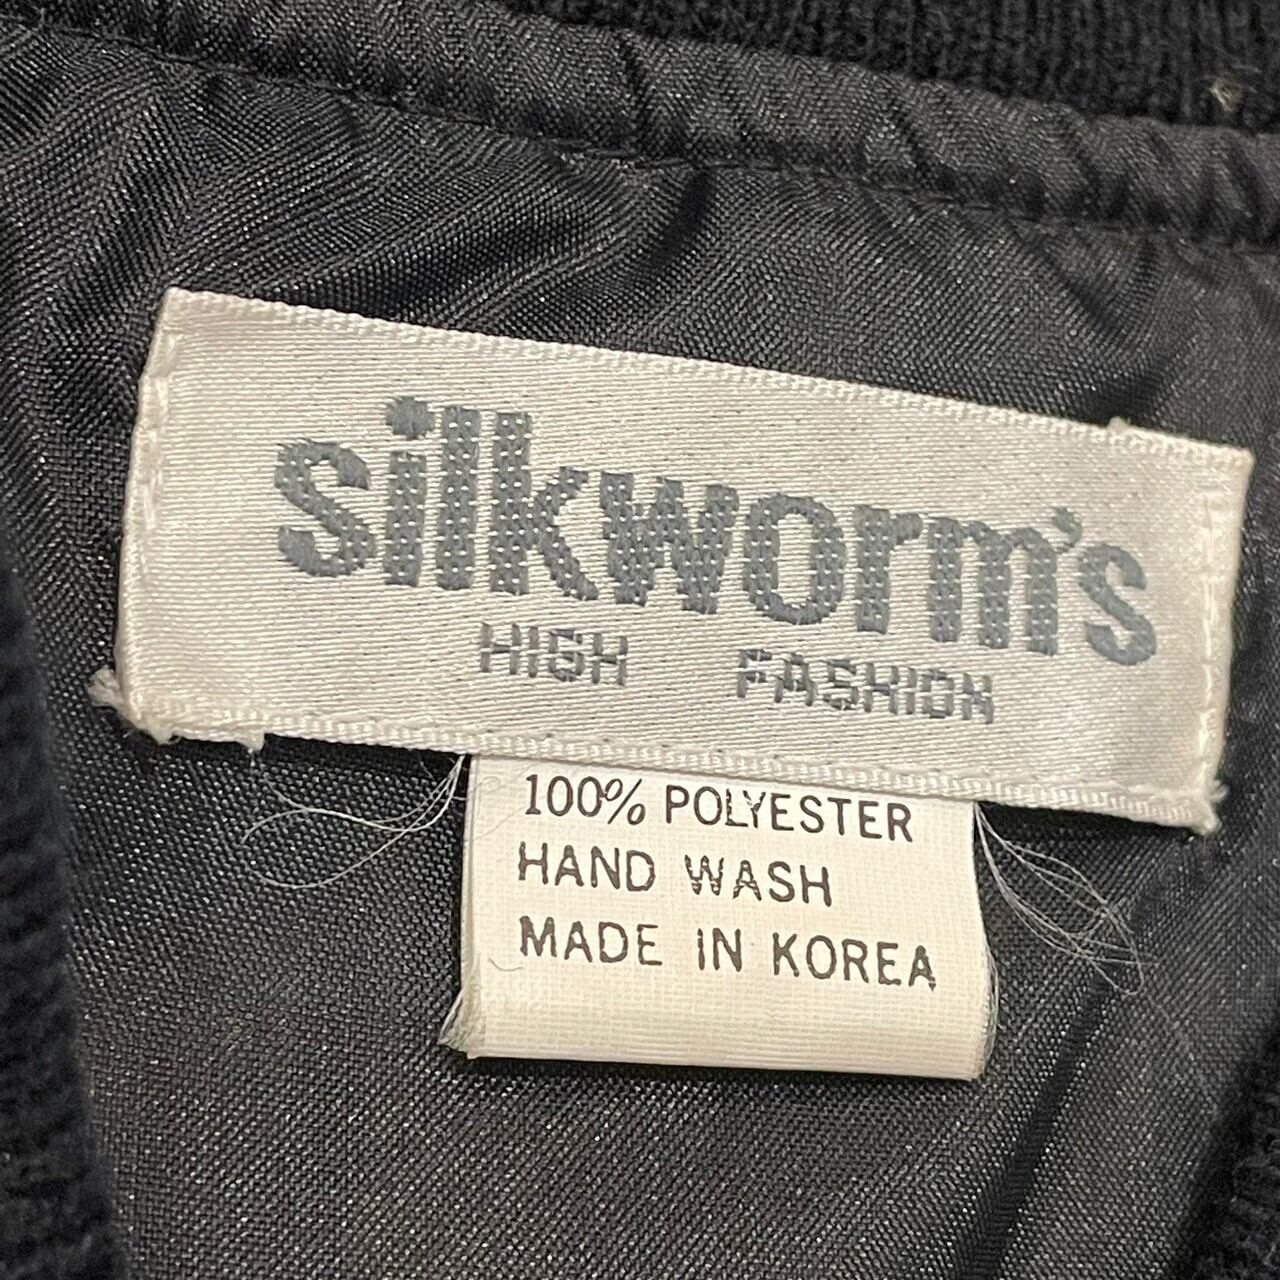 silkworm's
HIGH FASHION
100% POLYESTER
HAND WASH
MADE IN KOREA